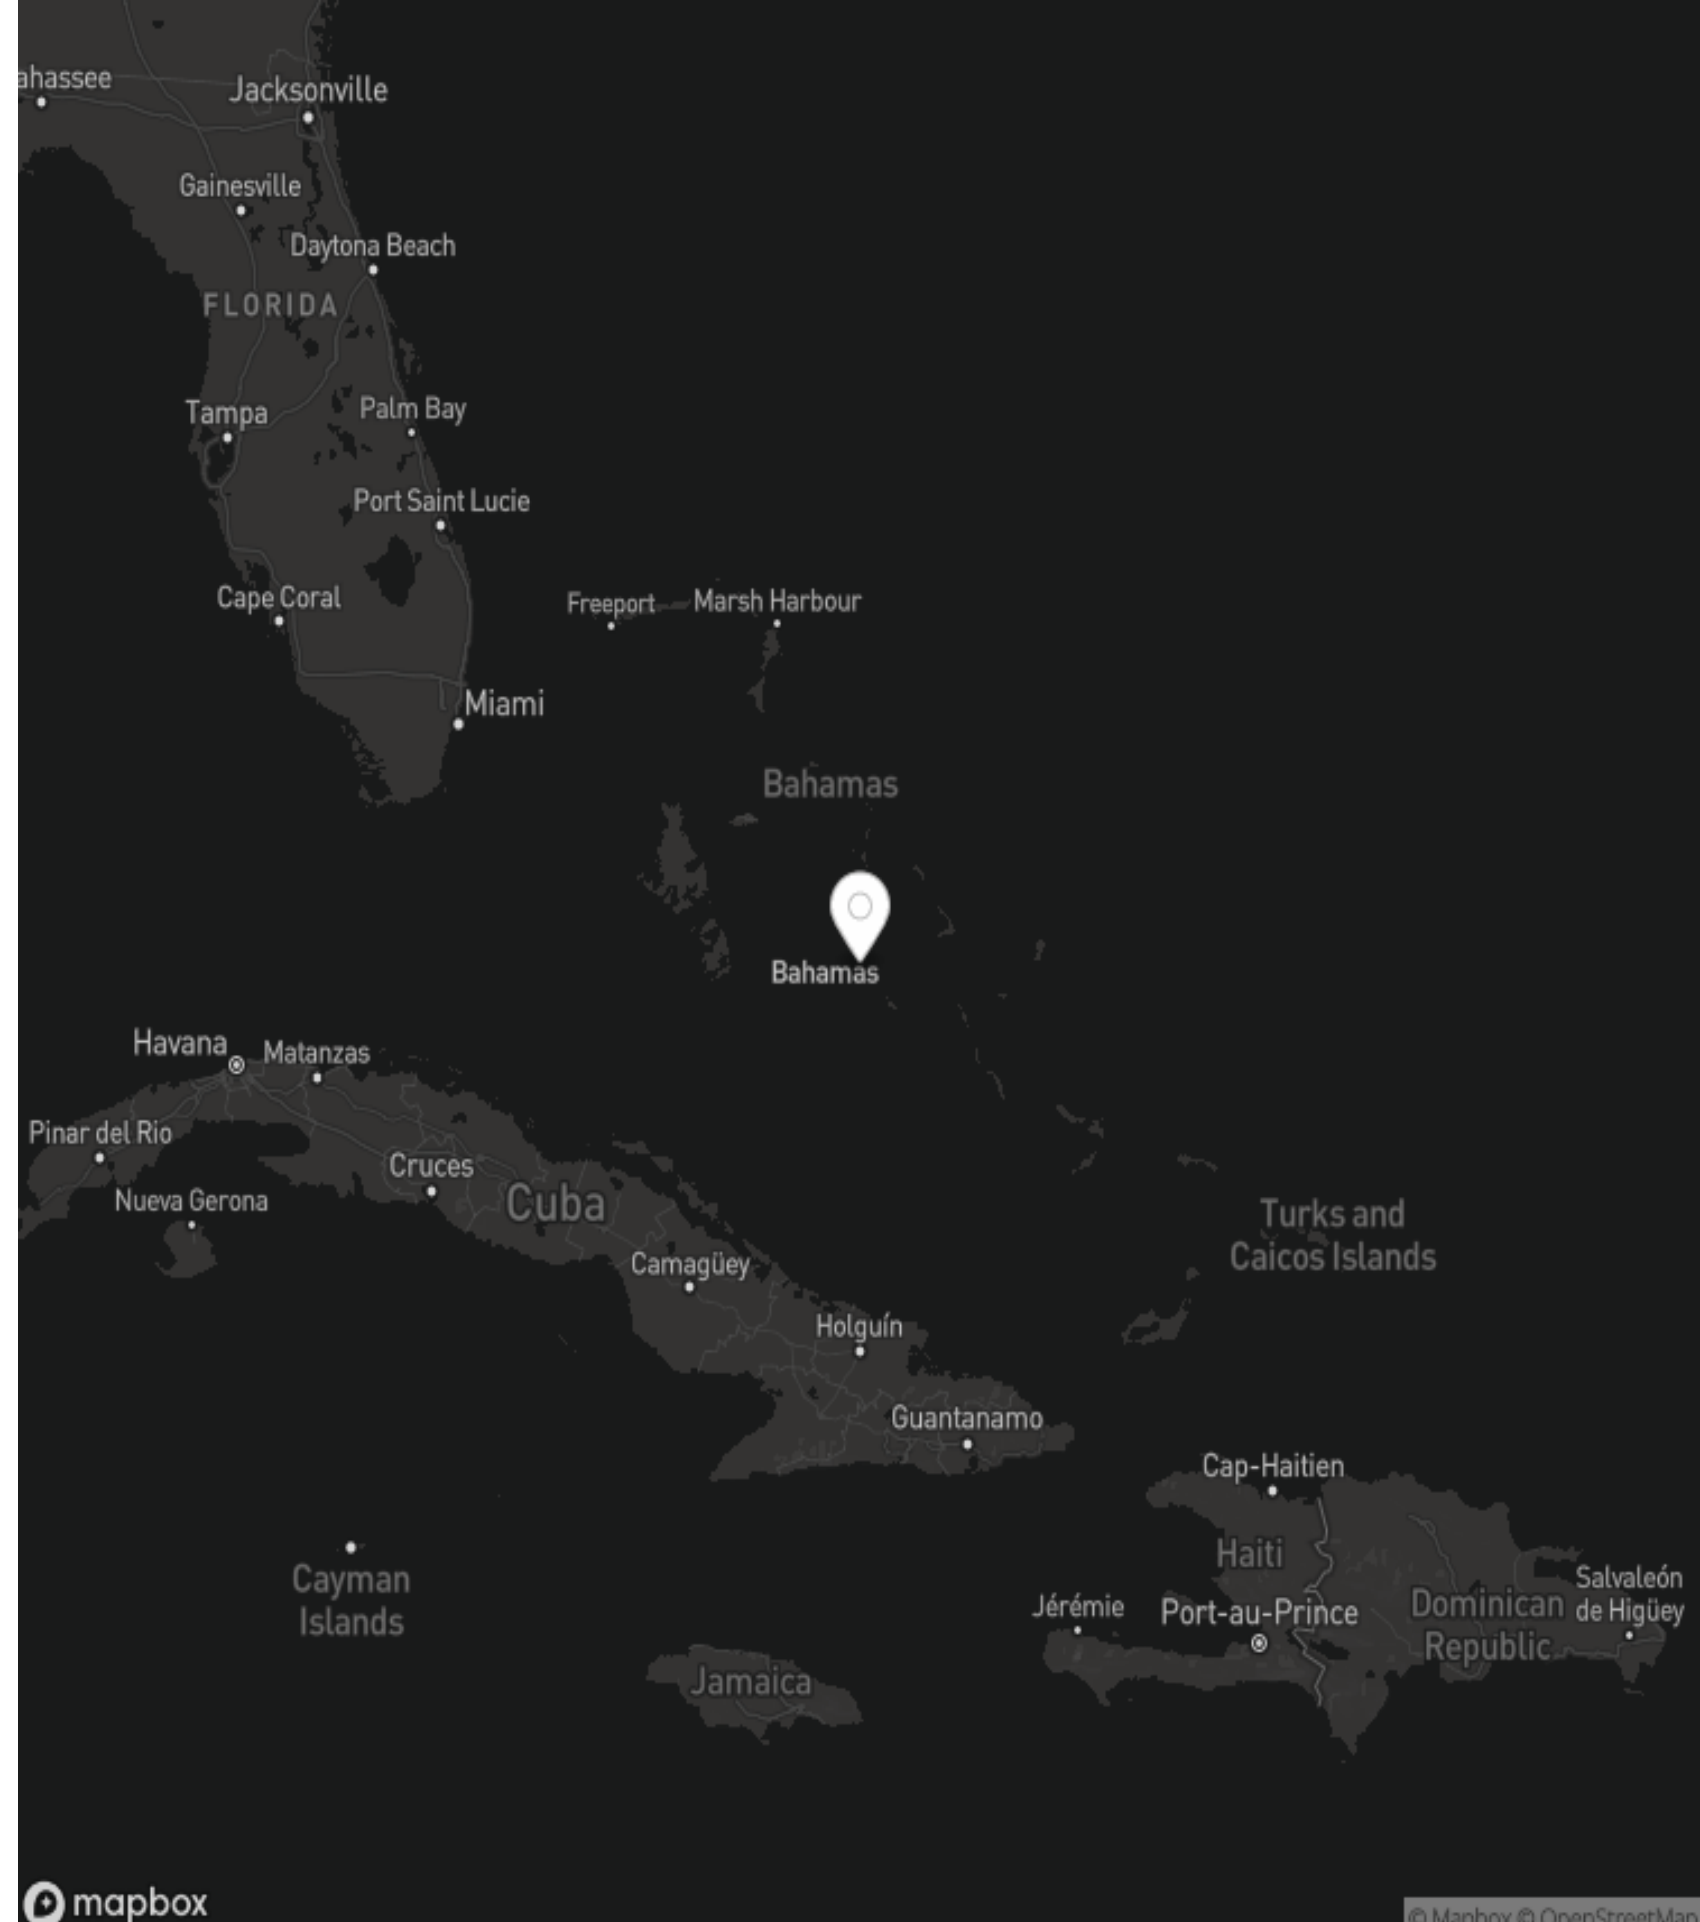 ahassee
Jacksonville
Gainesville
Daytona Beach
FLORIDA
Tampa
Palm Bay
Port Saint Lucie
Cape Coral
Freeport
Marsh Harbour
Miami
Bahamas
Bahamas
Havana
Matanzas
Pinar del Rio
Cruces
Nueva Gerona
Cuba
Turks and
Caicos Islands
Camagüey
Holguín
Guantanamo
Cap-Haitien
Haiti
Cayman
Islands
Jérémie
Port-au-Prince
Dominican
Republic
Salvaleón
de Higüey
Jamaica
mapbox
© Mapbox © OpenStreetMap